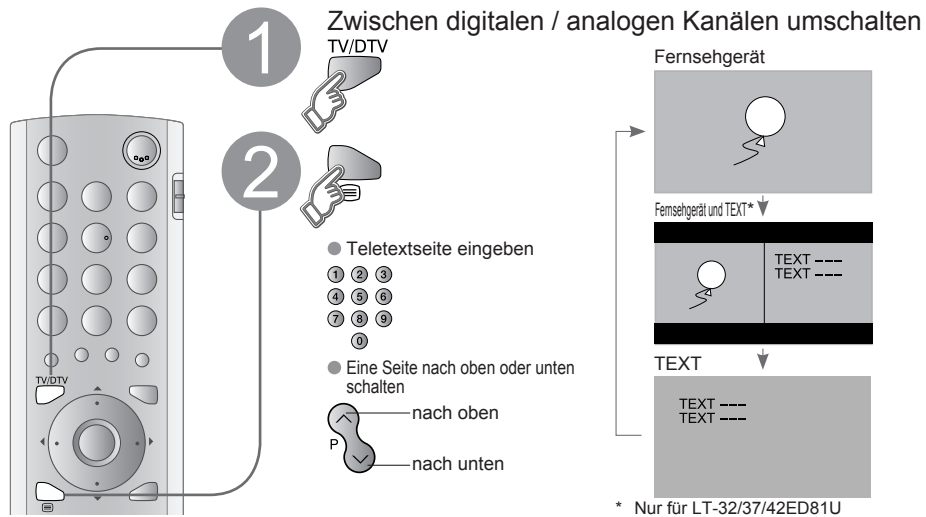 1
Zwischen digitalen / analogen Kanälen umschalten
TV/DTV
2
● Teletextseite eingeben
1 2 3
4 5 6
7 8 9
0
● Eine Seite nach oben oder unten
schalten
P
nach oben
nach unten
TV/DTV
Fernsehgerät
Fernsehgerät und TEXT*
TEXT ---
TEXT ---
TEXT
TEXT ---
TEXT ---
* Nur für LT-32/37/42ED81U